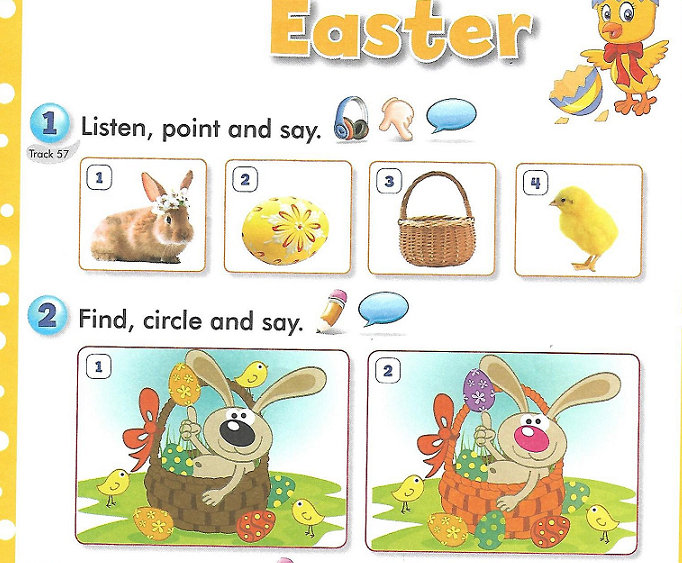 Easter
1 Listen, point and say.
Track 57
1 2 3 4
2 Find, circle and say.
1 2